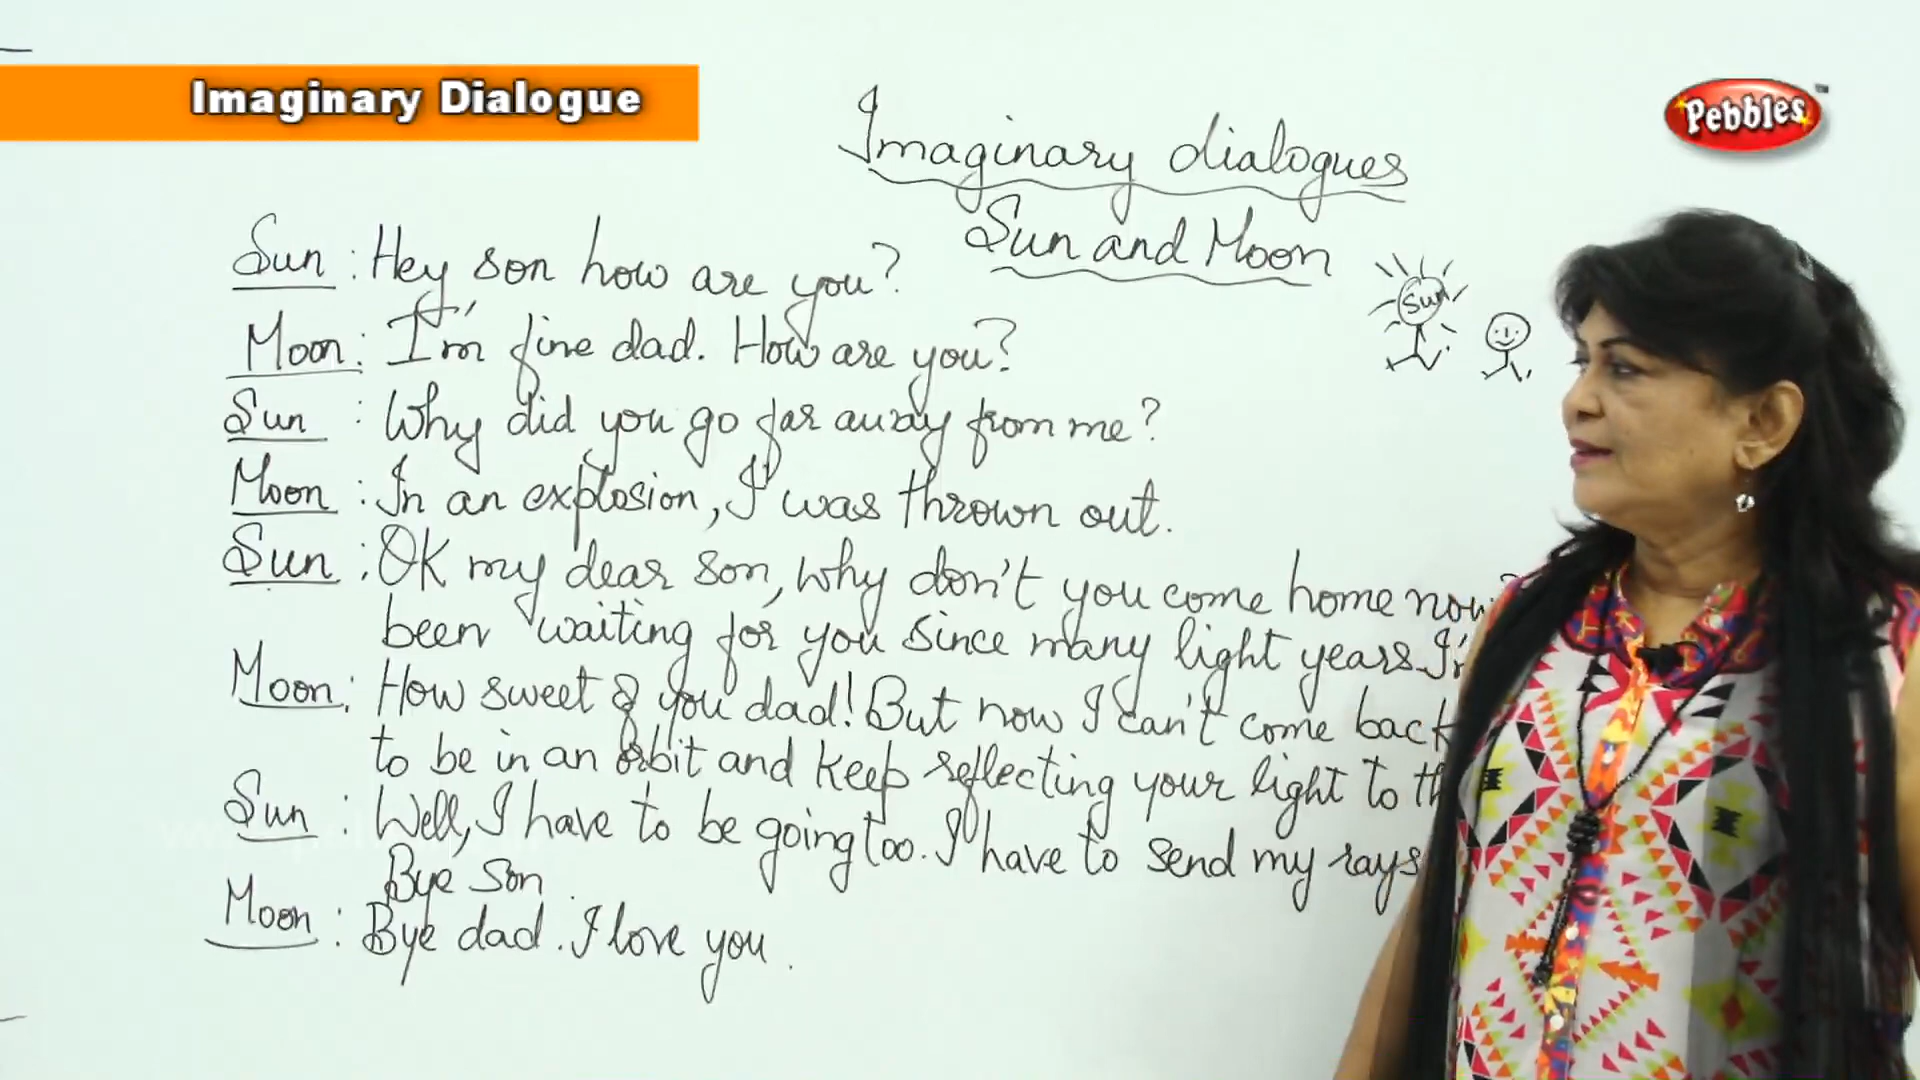 Imaginary Dialogue
Pebbles
Imaginary dialogues
Sun and Moon
Sun
Sun : Hey son how are you?
Moon : I'm fine dad. How are you?
Sun : Why did you go far away from me?
Moon : In an explosion, I was thrown out.
Sun : OK my dear son, why don't you come home now?
been waiting for you since many light years.
Moon : How sweet of you dad! But now I can't come back
to be in an orbit and keep reflecting your light to
Sun : Well, I have to be going too. I have to send my rays
Bye Son
Moon : Bye dad. I love you.